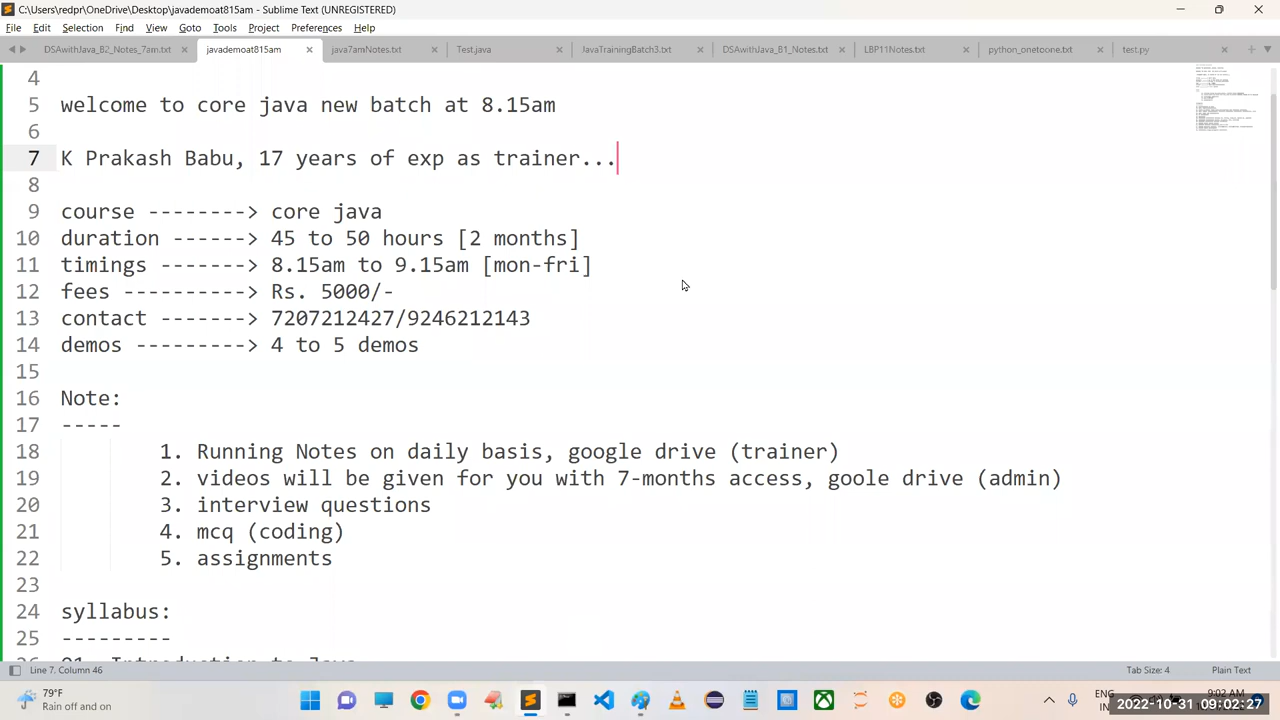 C:\Users\redpr\OneDrive\Desktop\javademoat815am - Sublime Text (UNREGISTERED)
File Edit Selection Find View Goto Tools Project Preferences Help
DSAwithJava_B2_Notes_7am.txt javademoat815am java7amNotes.txt Test.java JavaTrainingBatch3.txt DSAwithJava_B1_Notes.txt LBP11Notes.txt python_onetoone.txt test.py
4
5 welcome to core java new batch at 8.15am
6
7 K Prakash Babu, 17 years of exp as trainer...
8
9 course --------> core java
10 duration ------> 45 to 50 hours [2 months]
11 timings -------> 8.15am to 9.15am [mon-fri]
12 fees ----------> Rs. 5000/-
13 contact -------> 7207212427/9246212143
14 demos ---------> 4 to 5 demos
15
16 Note:
17 -----
18 1. Running Notes on daily basis, google drive (trainer)
19 2. videos will be given for you with 7-months access, goole drive (admin)
20 3. interview questions
21 4. mcq (coding)
22 5. assignments
23
24 syllabus:
25 ---------
Line 7, Column 46 Tab Size: 4 Plain Text
79°F
Rain off and on
ENG 9:02 AM
2022-10-31 09:02:27